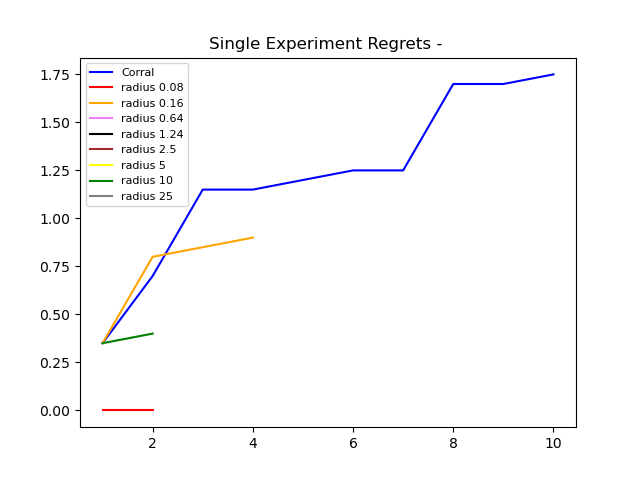 Single Experiment Regrets -
Corral
radius 0.08
radius 0.16
radius 0.64
radius 1.24
radius 2.5
radius 5
radius 10
radius 25
1.75
1.50
1.25
1.00
0.75
0.50
0.25
0.00
2 4 6 8 10